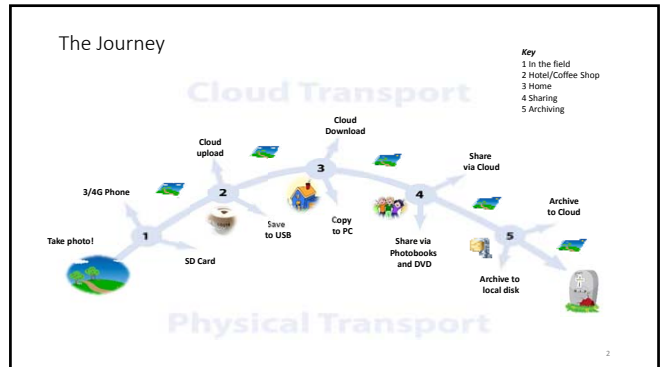 The Journey
Key
1 In the field
2 Hotel/Coffee Shop
3 Home
4 Sharing
5 Archiving
Cloud Transport
Cloud
Download
Cloud
upload
Share
via Cloud
3/4G Phone
Archive
to Cloud
3
2
4
Save
to USB
Copy
to PC
Take photo!
1
5
SD Card
Share via
Photobooks
and DVD
Archive to
local disk
Physical Transport
2